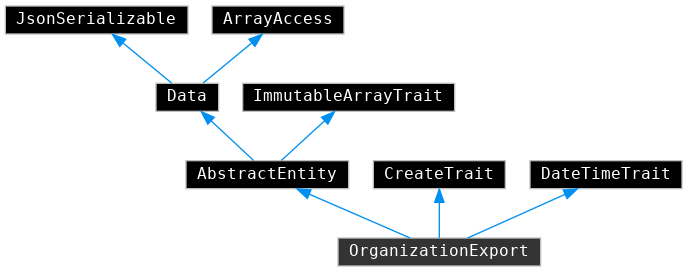 JsonSerializable
ArrayAccess
Data
ImmutableArrayTrait
AbstractEntity
CreateTrait
DateTimeTrait
OrganizationExport